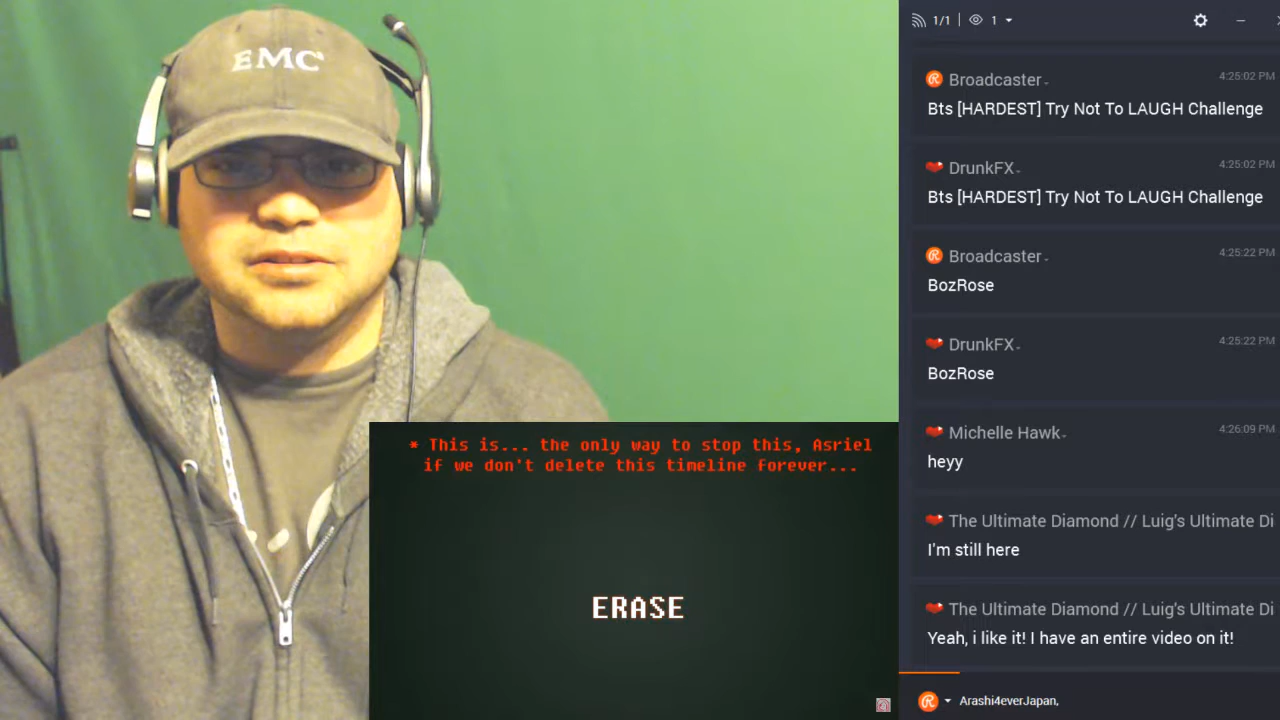 EMC²
* This is... the only way to stop this, Asriel
if we don't delete this timeline forever...
ERASE
1/1 1
Broadcaster 4:25:02 PM
Bts [HARDEST] Try Not To LAUGH Challenge
DrunkFX 4:25:02 PM
Bts [HARDEST] Try Not To LAUGH Challenge
Broadcaster 4:25:22 PM
BozRose
DrunkFX 4:25:22 PM
BozRose
Michelle Hawk 4:26:09 PM
heyy
The Ultimate Diamond // Luig's Ultimate Di
I'm still here
The Ultimate Diamond // Luig's Ultimate Di
Yeah, i like it! I have an entire video on it!
Arashi4everJapan,